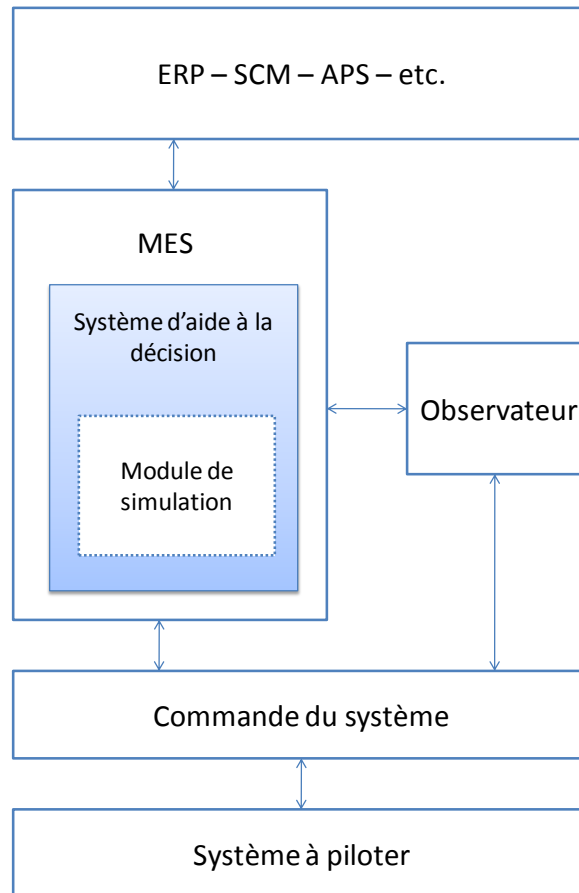 ERP – SCM – APS – etc.
MES
Système d'aide à la
décision
Module de
simulation
Observateur
Commande du système
Système à piloter